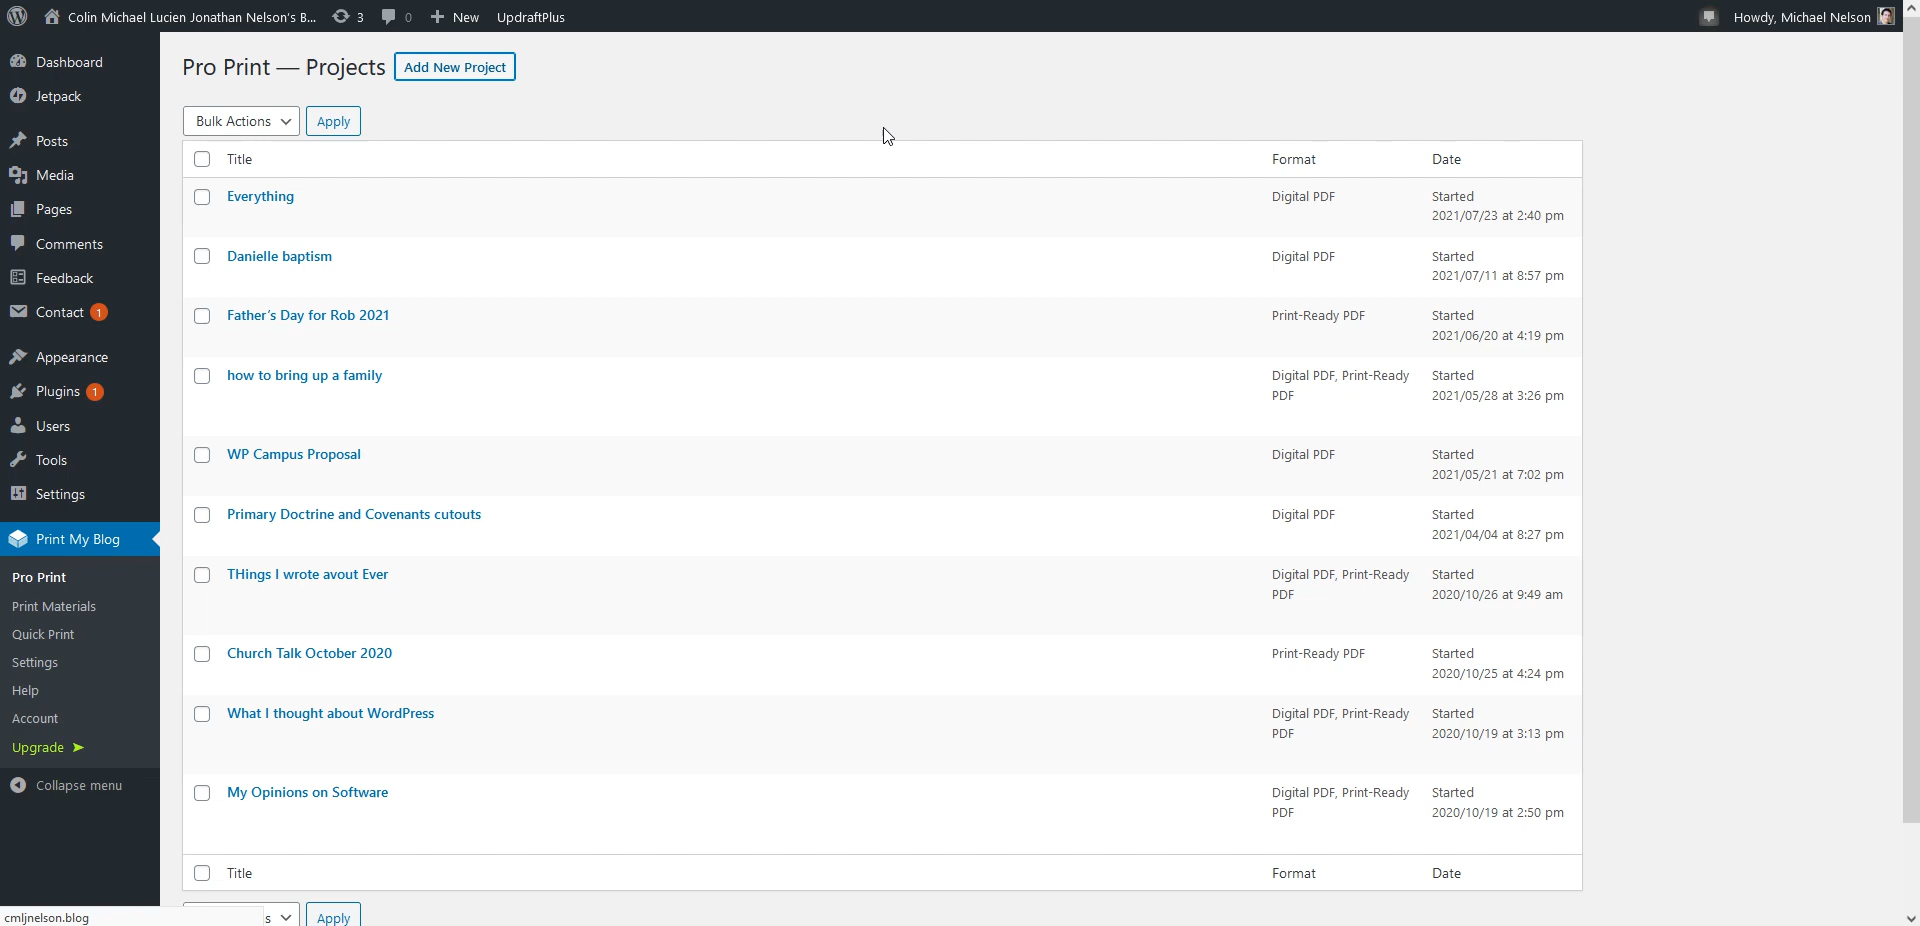 Colin Michael Lucien Jonathan Nelson's B... 3 0 New UpdraftPlus Howdy, Michael Nelson
Dashboard
Jetpack
Posts
Media
Pages
Comments
Feedback
Contact 1
Appearance
Plugins 1
Users
Tools
Settings
Print My Blog
Pro Print
Print Materials
Quick Print
Settings
Help
Account
Upgrade ➤
Collapse menu
cmljnelson.blog
Pro Print — Projects Add New Project
Bulk Actions Apply
Title Format Date
Everything Digital PDF Started
2021/07/23 at 2:40 pm
Danielle baptism Digital PDF Started
2021/07/11 at 8:57 pm
Father's Day for Rob 2021 Print-Ready PDF Started
2021/06/20 at 4:19 pm
how to bring up a family Digital PDF, Print-Ready Started
PDF 2021/05/28 at 3:26 pm
WP Campus Proposal Digital PDF Started
2021/05/21 at 7:02 pm
Primary Doctrine and Covenants cutouts Digital PDF Started
2021/04/04 at 8:27 pm
THings I wrote avout Ever Digital PDF, Print-Ready Started
PDF 2020/10/26 at 9:49 am
Church Talk October 2020 Print-Ready PDF Started
2020/10/25 at 4:24 pm
What I thought about WordPress Digital PDF, Print-Ready Started
PDF 2020/10/19 at 3:13 pm
My Opinions on Software Digital PDF, Print-Ready Started
PDF 2020/10/19 at 2:50 pm
Title Format Date
s Apply